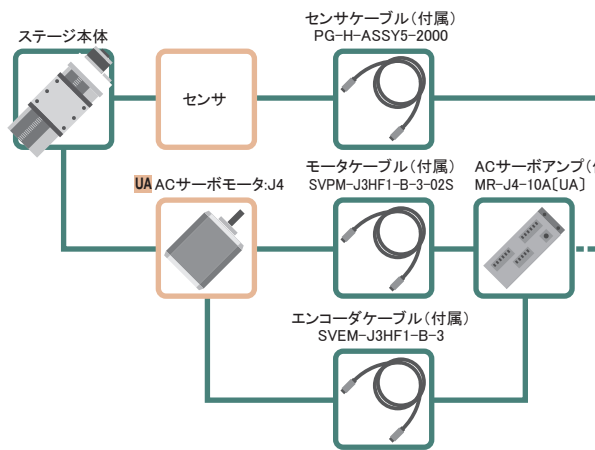 センサケーブル（付属）
PG-H-ASSY5-2000
ステージ本体
センサ
モータケーブル（付属）
SVPM-J3HF1-B-3-02S
ACサーボアンプ（
MR-J4-10A〔UA〕
UA ACサーボモータ:J4
エンコーダケーブル（付属）
SVEM-J3HF1-B-3